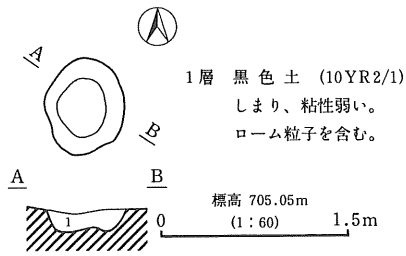 A
B
1層 黒色土 (10YR2/1)
しまり、粘性弱い。
ローム粒子を含む。
A
B
1
標高 705.05m
(1:60)
0
1.5m